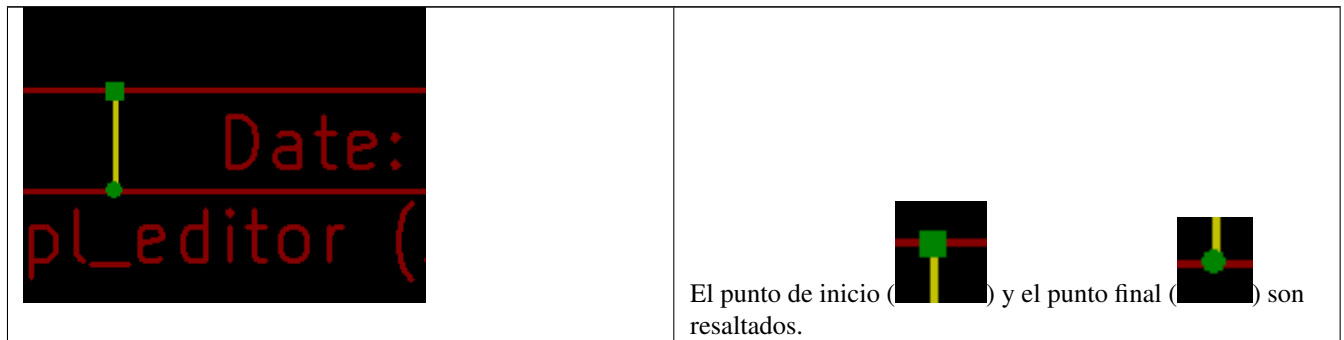 Date:
pl_editor (
El punto de inicio ( ) y el punto final ( ) son
resaltados.